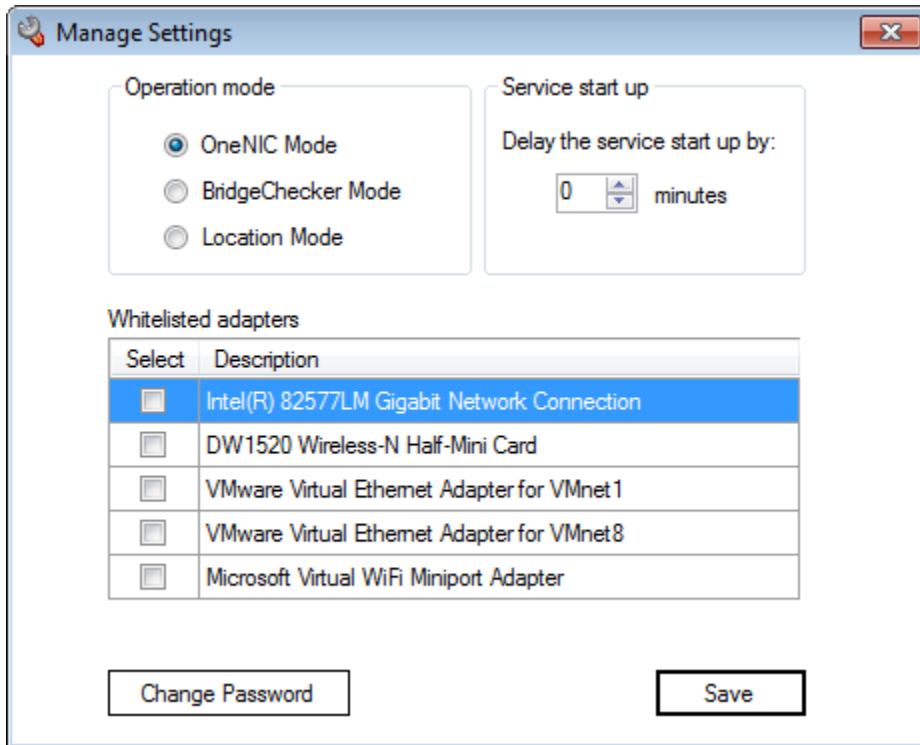 Manage Settings
Operation mode
OneNIC Mode
BridgeChecker Mode
Location Mode
Service start up
Delay the service start up by:
0 minutes
Whitelisted adapters
Select Description
Intel(R) 82577LM Gigabit Network Connection
DW1520 Wireless-N Half-Mini Card
VMware Virtual Ethernet Adapter for VMnet1
VMware Virtual Ethernet Adapter for VMnet8
Microsoft Virtual WiFi Miniport Adapter
Change Password Save